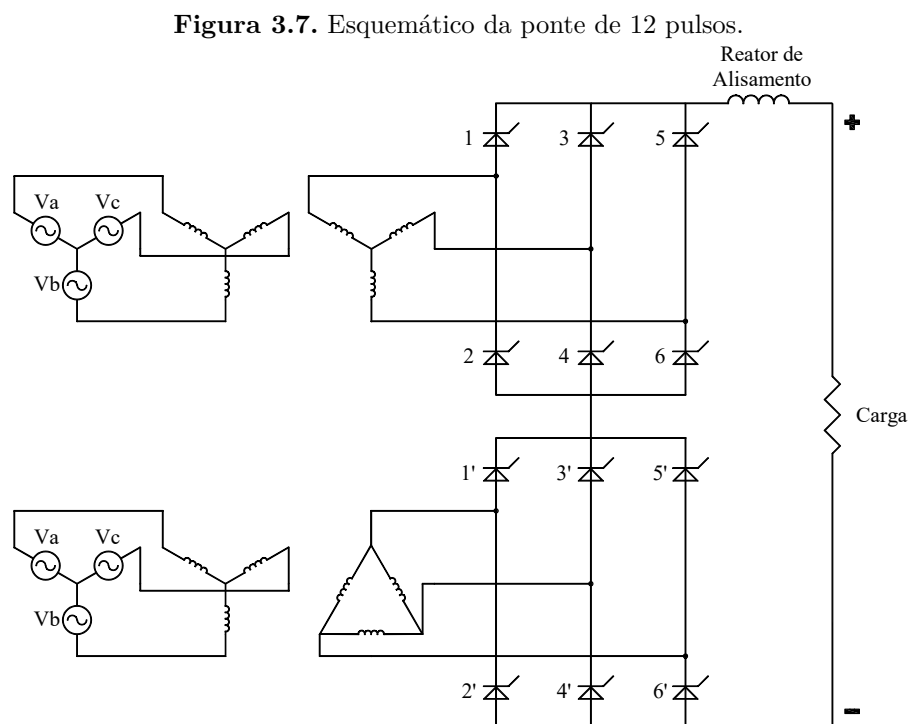 Figura 3.7. Esquemático da ponte de 12 pulsos.
Reator de
Alisamento
1
3
5
+
Va
Vc
Vb
2
4
6
Carga
1'
3'
5'
Va
Vc
Vb
2'
4'
6'
-